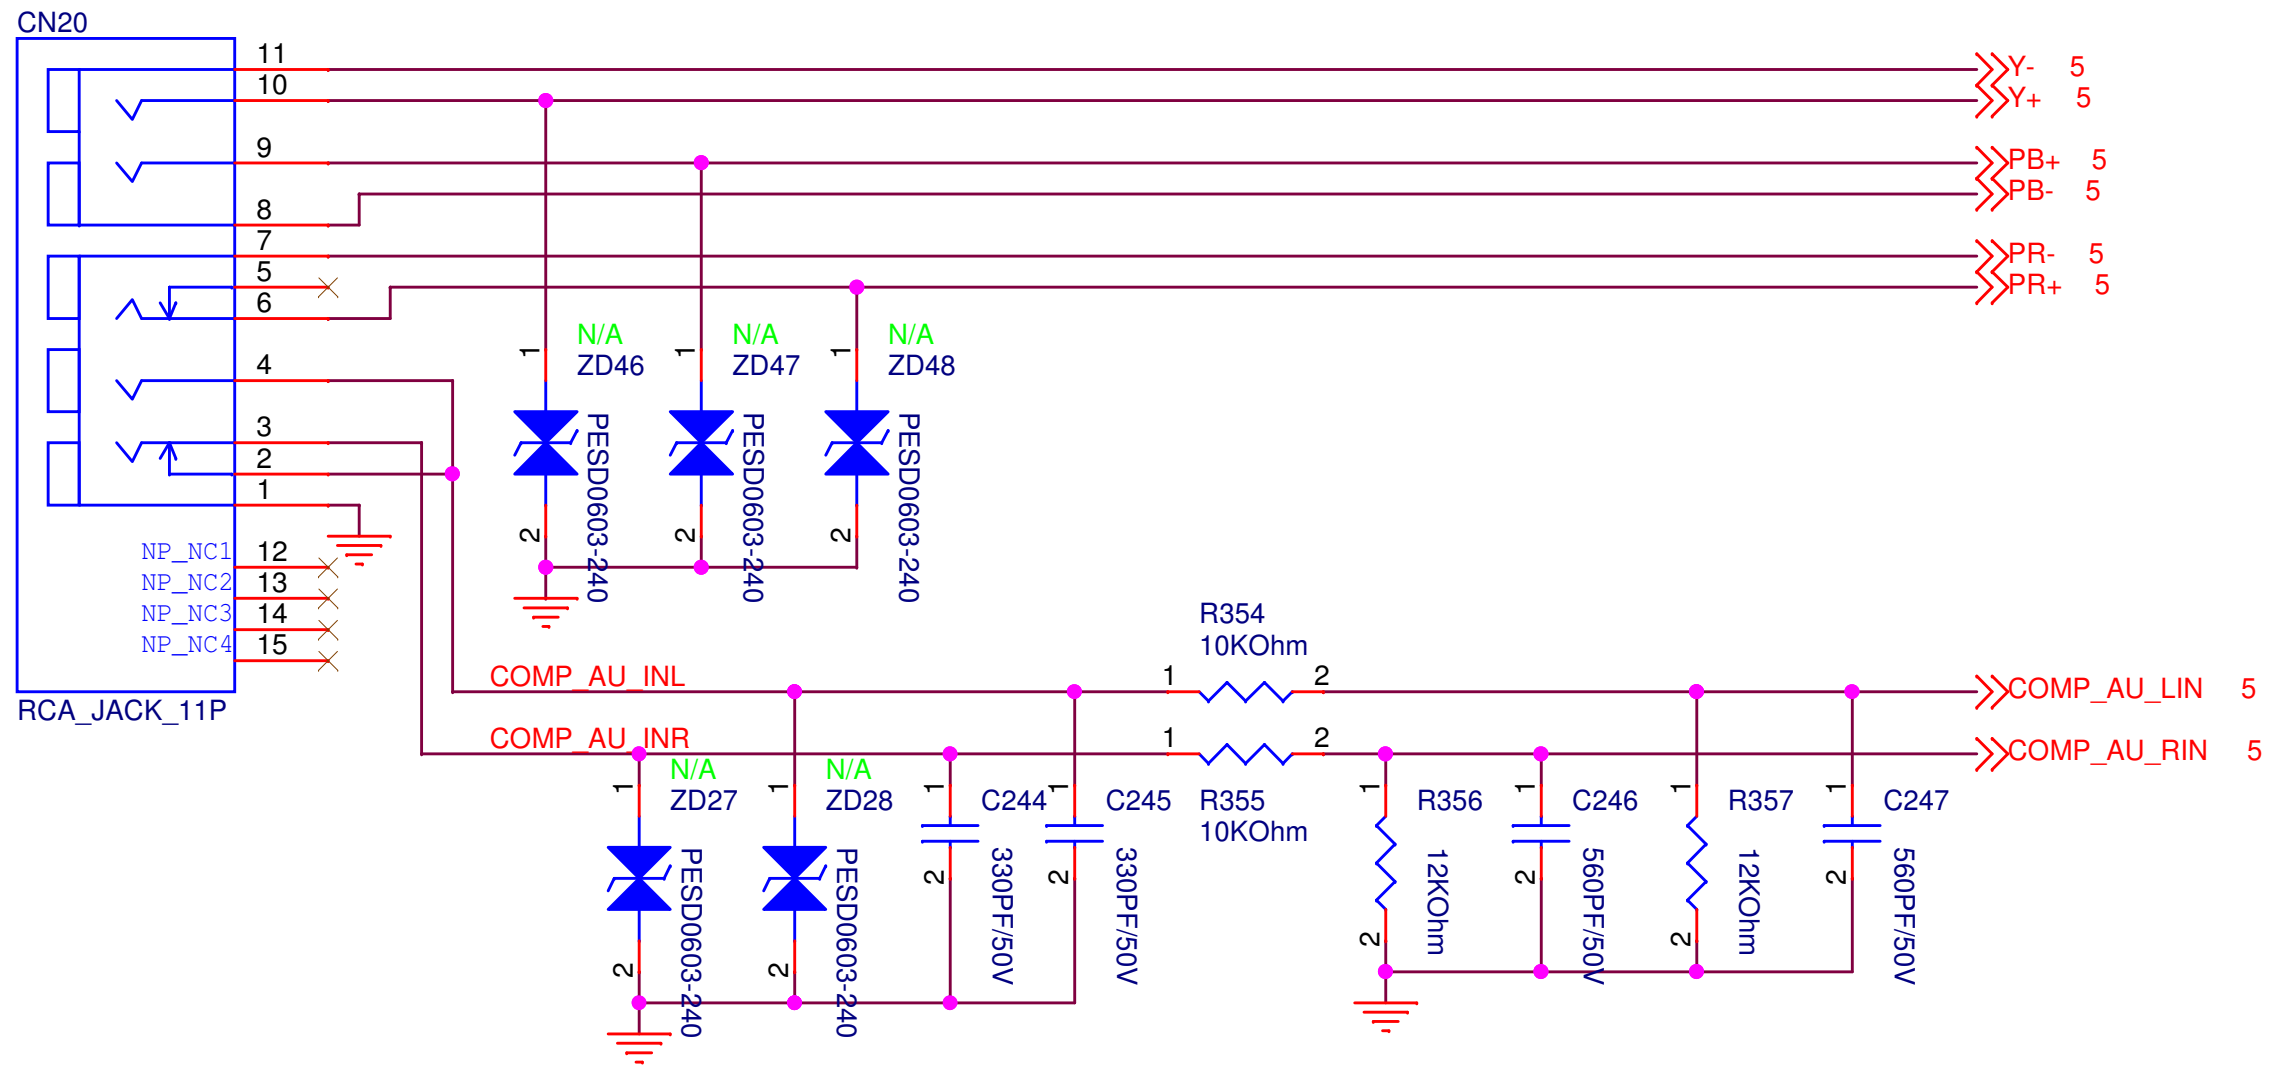 CN20
11
10
9
8
7
5
6
4
3
2
1
NP_NC1 12
NP_NC2 13
NP_NC3 14
NP_NC4 15
RCA_JACK_11P
Y- 5
Y+ 5
PB+ 5
PB- 5
PR- 5
PR+ 5
N/A
ZD46
1
2
PESD0603-240
N/A
ZD47
1
2
PESD0603-240
N/A
ZD48
1
2
PESD0603-240
R354
10KOhm
COMP_AU_INL
1
2
COMP_AU_LIN 5
COMP_AU_INR
1
2
COMP_AU_RIN 5
N/A
ZD27
1
2
PESD0603-240
N/A
ZD28
1
2
PESD0603-240
C244
1
2
330PF/50V
C245
1
2
330PF/50V
R355
10KOhm
R356
1
2
12KOhm
C246
1
2
560PF/50V
R357
1
2
12KOhm
C247
1
2
560PF/50V